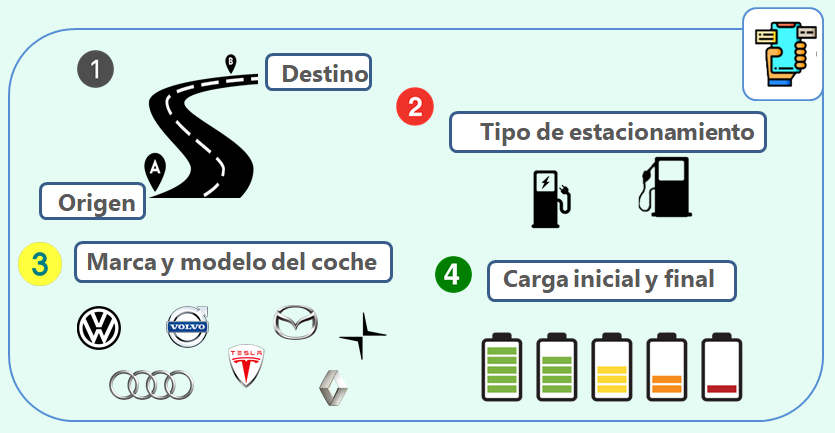 1
B
Destino
A
Origen
2
Tipo de estacionamiento
3
Marca y modelo del coche
VOLVO
TESLA
4
Carga inicial y final